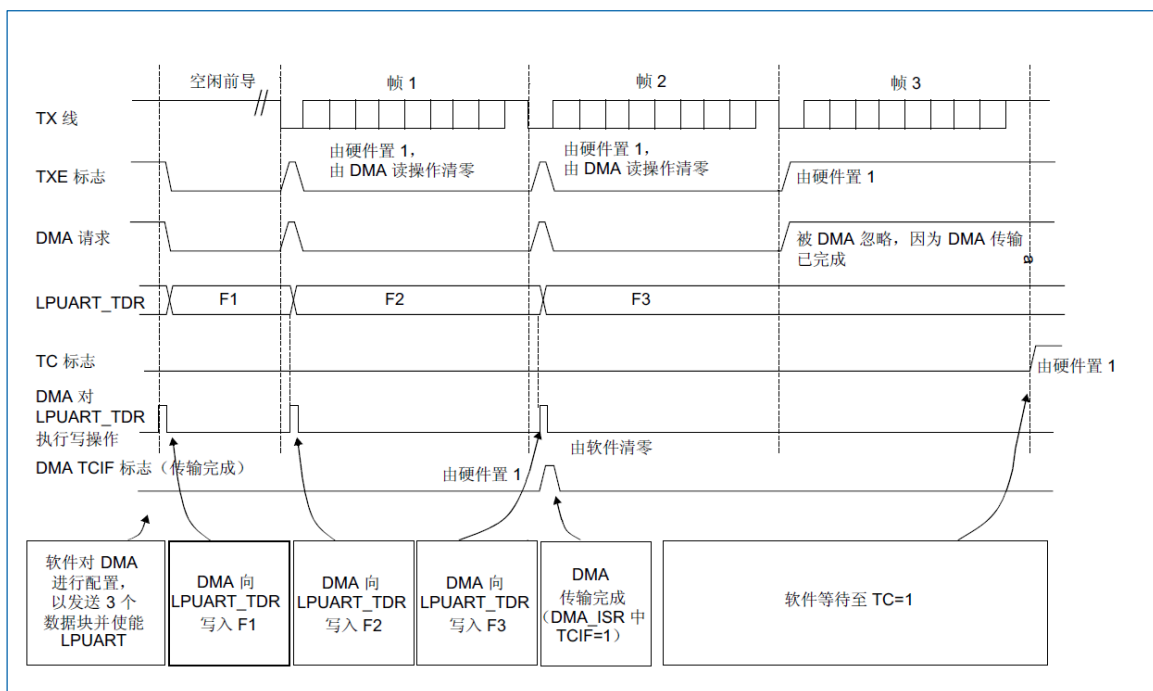 空闲前导
帧 1
帧 2
帧 3
TX 线
由硬件置 1，
由 DMA 读操作清零
由硬件置 1，
由 DMA 读操作清零
TXE 标志
由硬件置 1
DMA 请求
被 DMA 忽略，因为 DMA 传输
已完成
a
LPUART_TDR
F1
F2
F3
TC 标志
由硬件置 1
DMA 对
LPUART_TDR
执行写操作
由软件清零
DMA TCIF 标志（传输完成）
由硬件置 1
软件对 DMA
进行配置，
以发送 3 个
数据块并使能
LPUART
DMA 向
LPUART_TDR
写入 F1
DMA 向
LPUART_TDR
写入 F2
DMA 向
LPUART_TDR
写入 F3
DMA
传输完成
（DMA_ISR 中
TCIF=1）
软件等待至 TC=1